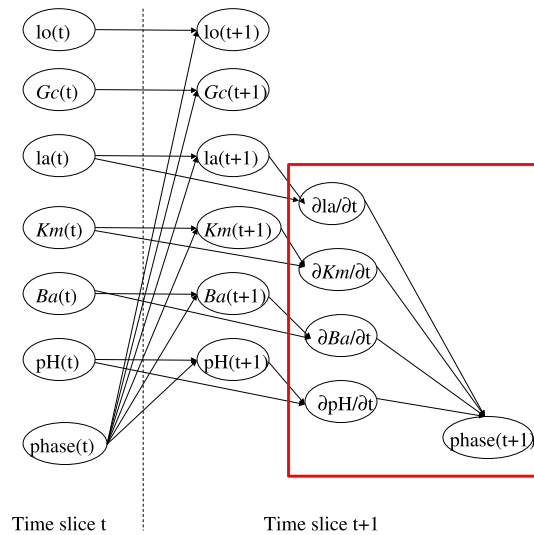 lo(t)
lo(t+1)
Gc(t)
Gc(t+1)
la(t)
la(t+1)
∂la/∂t
Km(t)
Km(t+1)
∂Km/∂t
Ba(t)
Ba(t+1)
∂Ba/∂t
pH(t)
pH(t+1)
∂pH/∂t
phase(t)
phase(t+1)
Time slice t
Time slice t+1